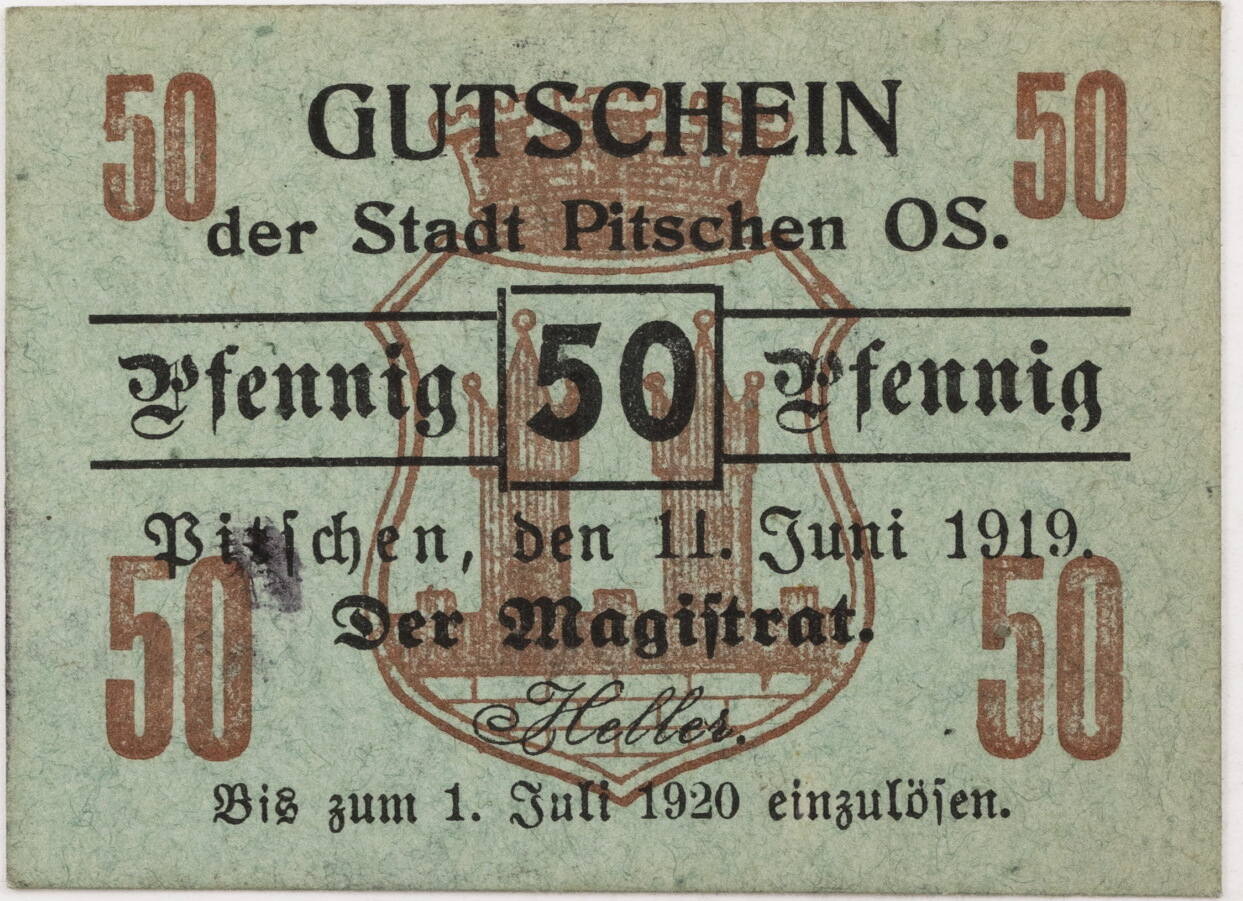 50 GUTSCHEIN 50
der Stadt Pitschen OS.
Pfennig 50 Pfennig
Pitschen, den 11. Juni 1919.
50 Der Magistrat. 50
Heller.
Bis zum 1. Juli 1920 einzulösen.